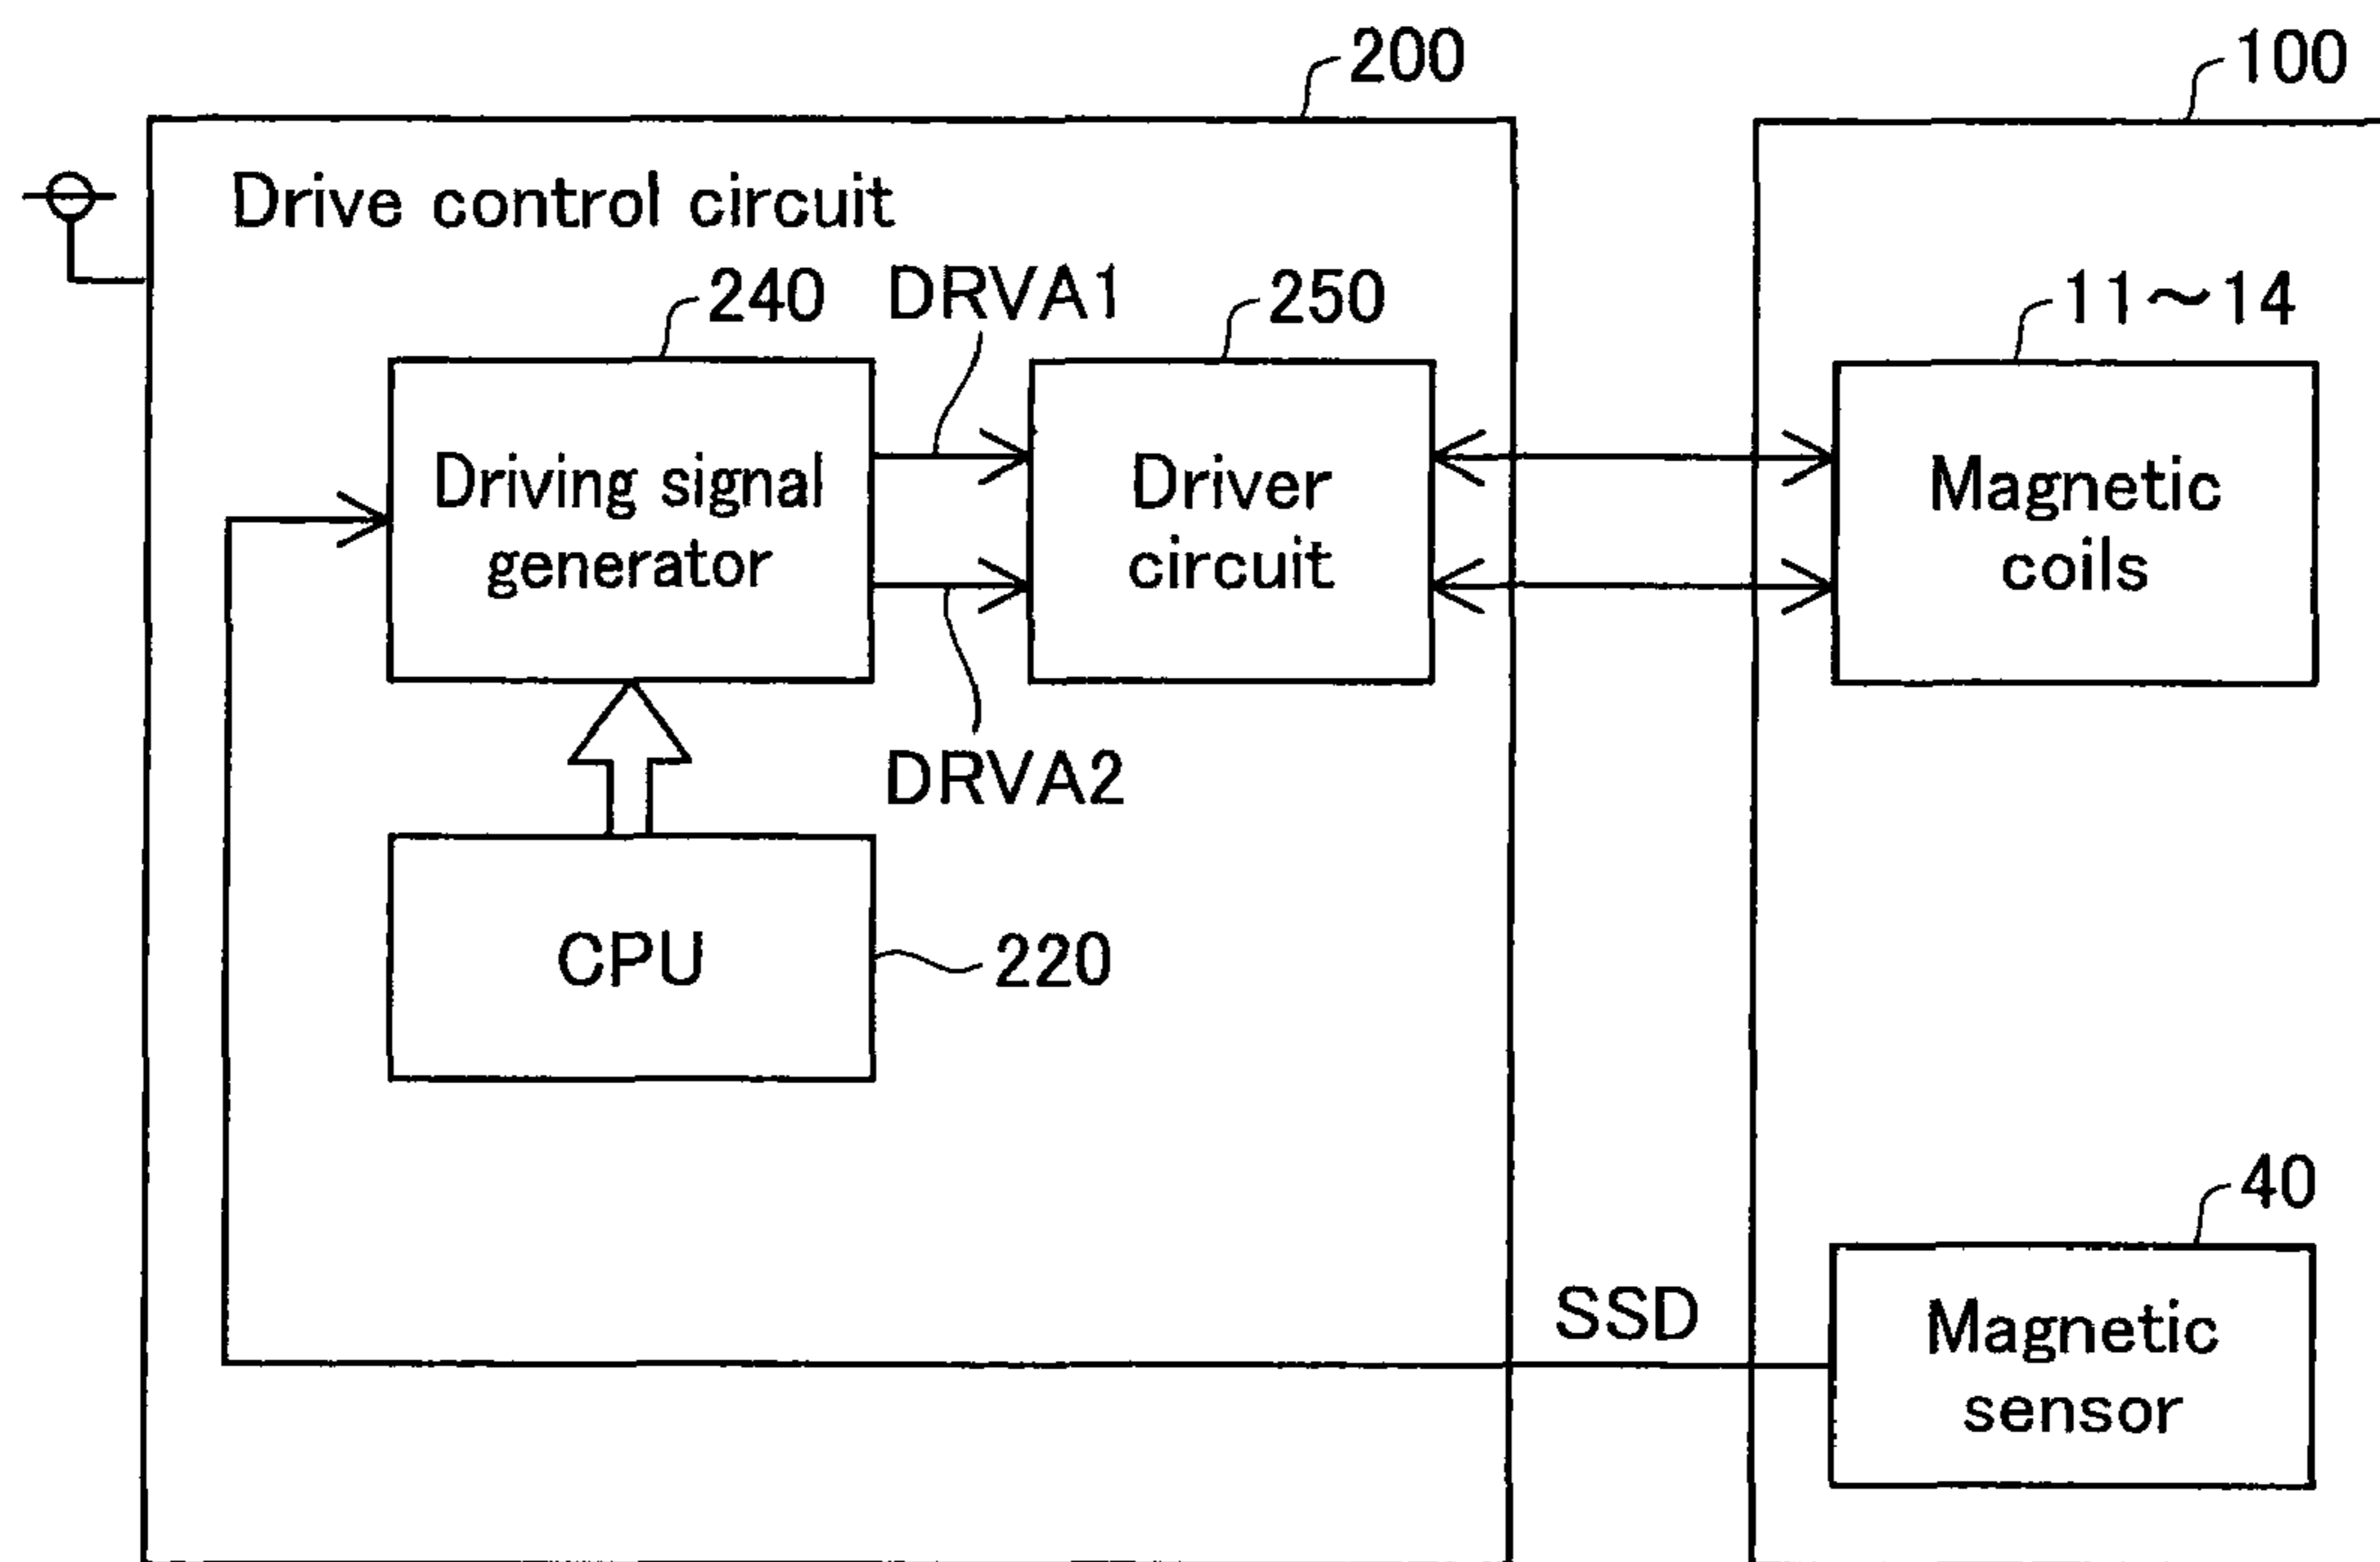 200
100
Drive control circuit
240
DRVA1
250
11～14
Driving signal
generator
Driver
circuit
Magnetic
coils
DRVA2
CPU
220
40
SSD
Magnetic
sensor